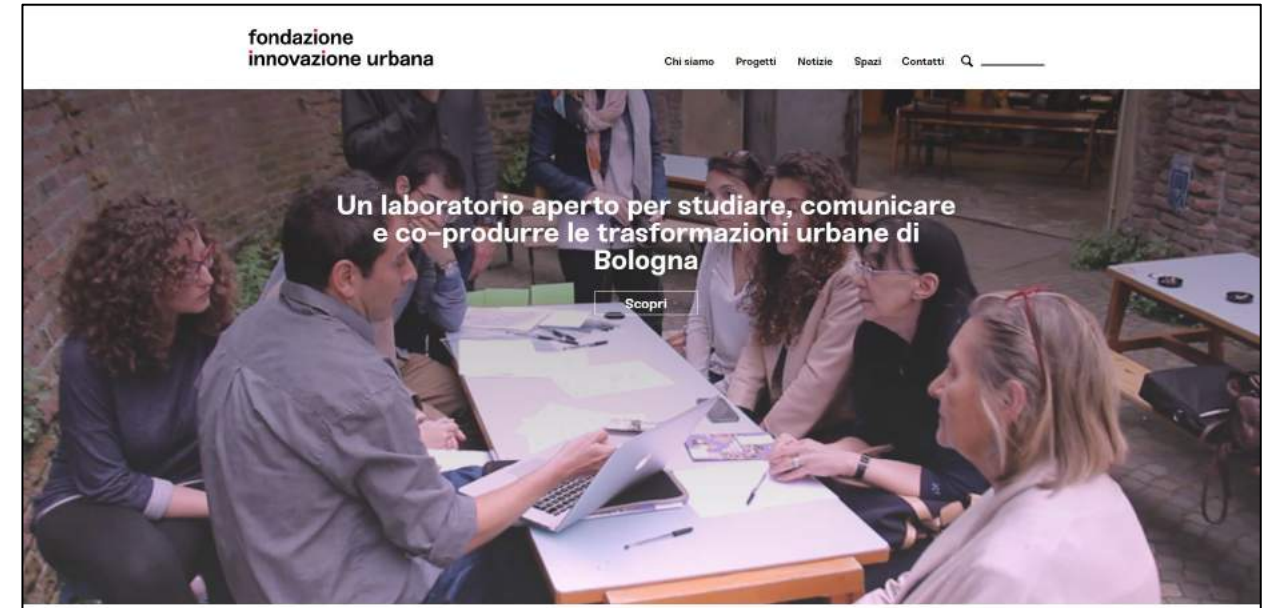 fondazione
innovazione urbana
Chi siamo Progetti Notizie Spazi Contatti
Un laboratorio aperto per studiare, comunicare
e co-produrre le trasformazioni urbane di
Bologna
Scopri